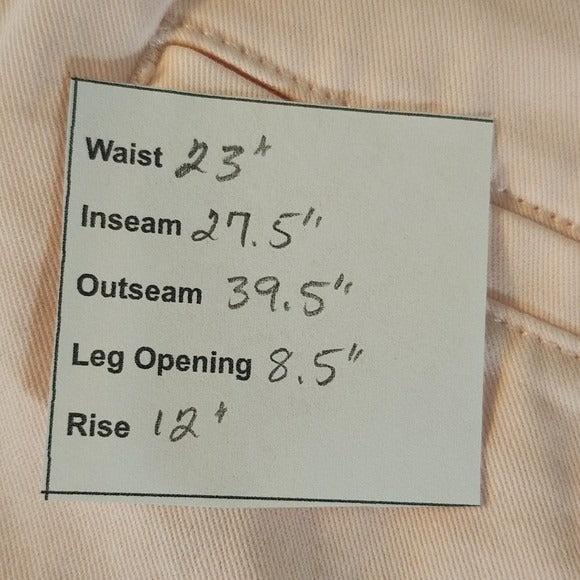 Waist 23"
Inseam 27.5"
Outseam 39.5"
Leg Opening 8.5"
Rise 12"